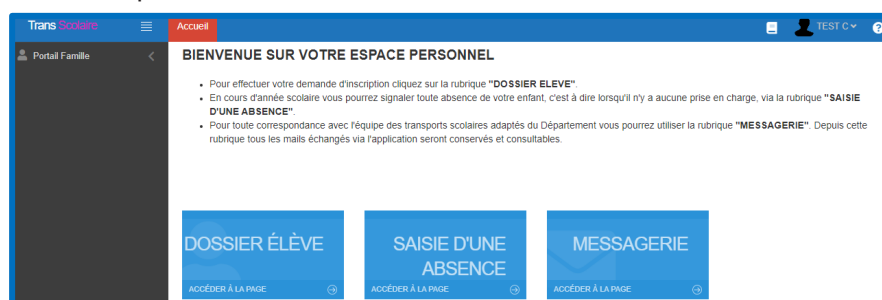 Trans Scolaire
Accueil
TEST C
?
Portail Famille
BIENVENUE SUR VOTRE ESPACE PERSONNEL
• Pour effectuer votre demande d'inscription cliquez sur la rubrique "DOSSIER ELEVE".
• En cours d'année scolaire vous pourrez signaler toute absence de votre enfant, c'est à dire lorsqu'il n'y a aucune prise en charge, via la rubrique "SAISIE
D'UNE ABSENCE".
• Pour toute correspondance avec l'équipe des transports scolaires adaptés du Département vous pourrez utiliser la rubrique "MESSAGERIE". Depuis cette
rubrique tous les mails échangés via l'application seront conservés et consultables.
DOSSIER ÉLÈVE
ACCÉDER À LA PAGE
SAISIE D'UNE
ABSENCE
ACCÉDER À LA PAGE
MESSAGERIE
ACCÉDER À LA PAGE